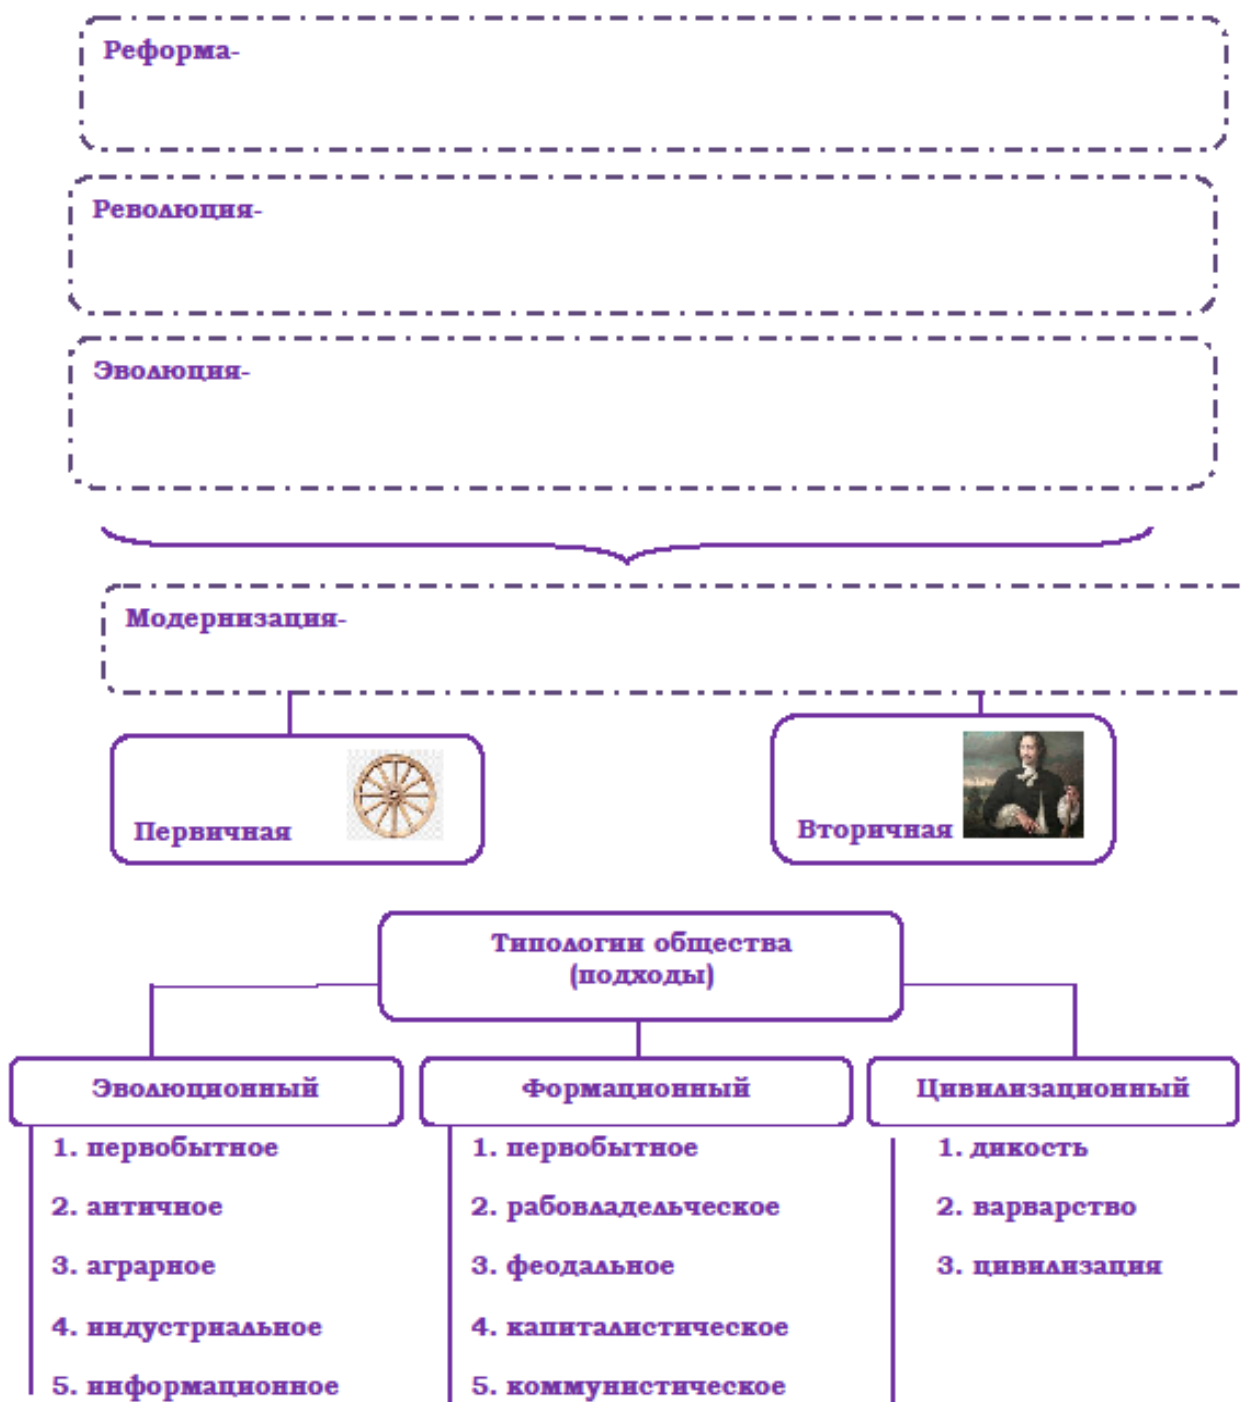 Реформа-
Революция-
Эволюция-
Модернизация-
Первичная
Вторичная
Типологии общества
(подходы)
Эволюционный
Формационный
Цивилизационный
1. первобытное
2. античное
3. аграрное
4. индустриальное
5. информационное
1. первобытное
2. рабовладельческое
3. феодальное
4. капиталистическое
5. коммунистическое
1. дикость
2. варварство
3. цивилизация